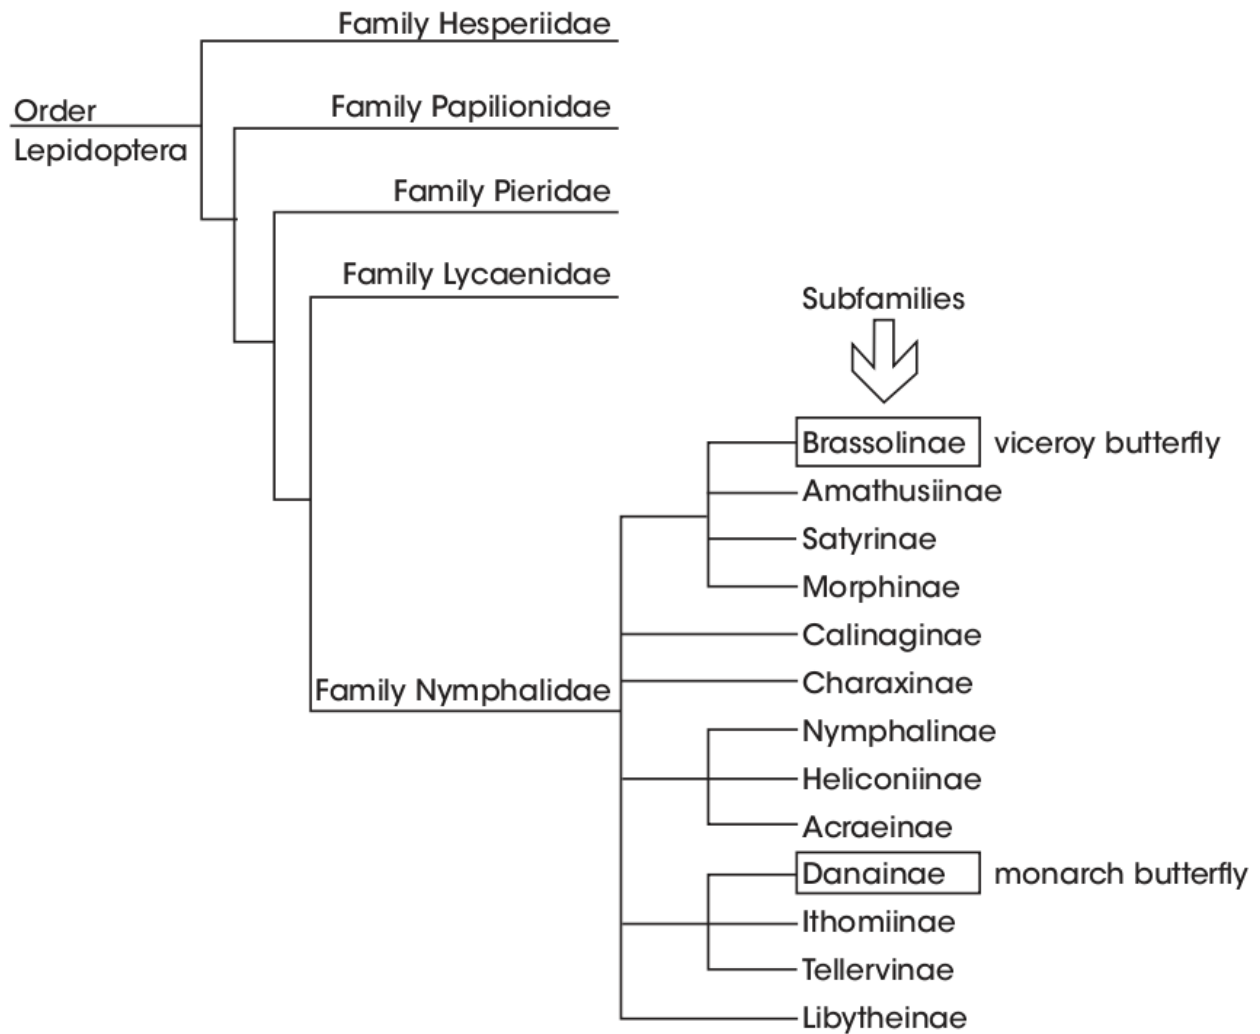 Family Hesperiidae
Order
Lepidoptera
Family Papilionidae
Family Pieridae
Family Lycaenidae
Subfamilies
Brassolinae viceroy butterfly
Amathusiinae
Satyrinae
Morphinae
Calinaginae
Charaxinae
Family Nymphalidae
Nymphalinae
Heliconiinae
Acraeinae
Danainae monarch butterfly
Ithomiinae
Tellervinae
Libytheinae